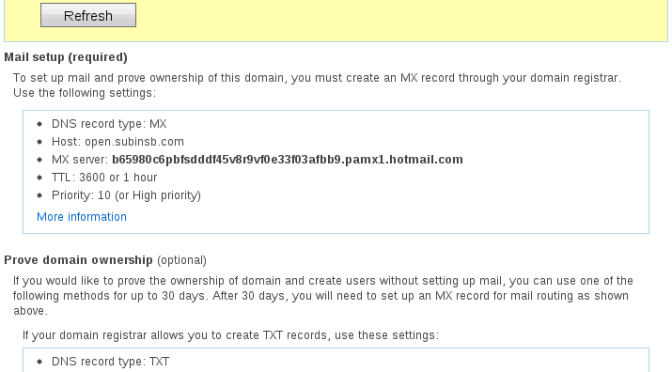 Refresh
Mail setup (required)
To set up mail and prove ownership of this domain, you must create an MX record through your domain registrar.
Use the following settings:
• DNS record type: MX
• Host: open.subinsb.com
• MX server: b65980c6pbfsdddf45v8r9vf0e33f03afbb9.pamx1.hotmail.com
• TTL: 3600 or 1 hour
• Priority: 10 (or High priority)
More information
Prove domain ownership (optional)
If you would like to prove the ownership of domain and create users without setting up mail, you can use one of the
following methods for up to 30 days. After 30 days, you will need to set up an MX record for mail routing as shown
above.
If your domain registrar allows you to create TXT records, use these settings:
• DNS record type: TXT